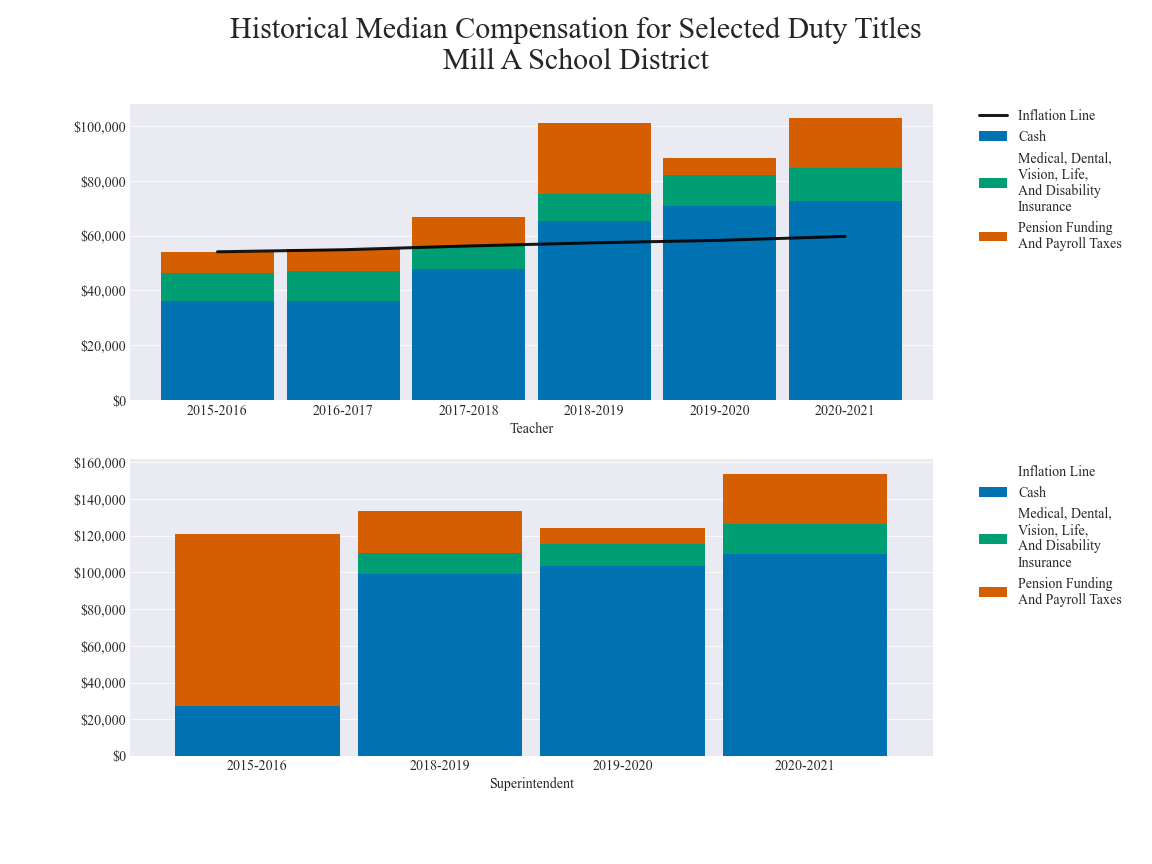 Historical Median Compensation for Selected Duty Titles
Mill A School District
$100,000
$80,000
$60,000
$40,000
$20,000
$0
2015-2016
2016-2017
2017-2018
2018-2019
2019-2020
2020-2021
Teacher
Inflation Line
Cash
Medical, Dental,
Vision, Life,
And Disability
Insurance
Pension Funding
And Payroll Taxes
$160,000
$140,000
$120,000
$100,000
$80,000
$60,000
$40,000
$20,000
$0
2015-2016
2018-2019
2019-2020
2020-2021
Superintendent
Inflation Line
Cash
Medical, Dental,
Vision, Life,
And Disability
Insurance
Pension Funding
And Payroll Taxes